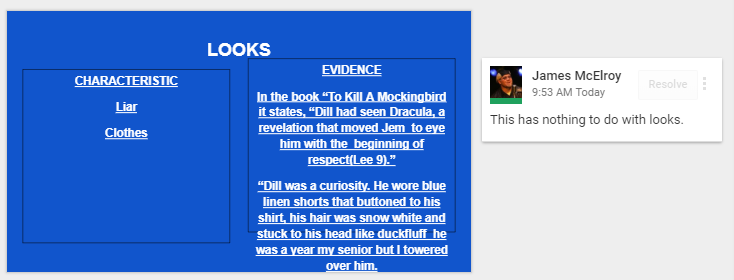 LOOKS
CHARACTERISTIC
Liar
Clothes
EVIDENCE
In the book “To Kill A Mockingbird
it states, “Dill had seen Dracula, a
revelation that moved Jem  to eye
him with the  beginning of
respect(Lee 9).”
“Dill was a curiosity. He wore blue
linen shorts that buttoned to his
shirt, his hair was snow white and
stuck to his head like duckfluff  he
was a year my senior but I towered
over him.
James McElroy
9:53 AM Today
Resolve
This has nothing to do with looks.